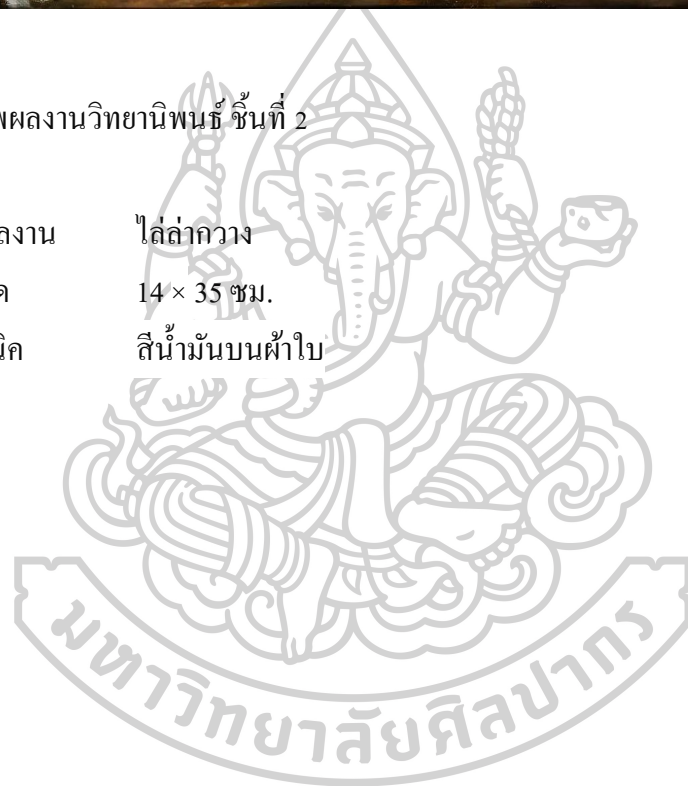 พผลงานวิทยานิพนธ์ ชิ้นที่ 2
ลงาน ไล่ล่ากวาง
ด 14 × 35 ซม.
นิค สีน้ำมันบนผ้าใบ
มหาวิทยาลัยศิลปากร